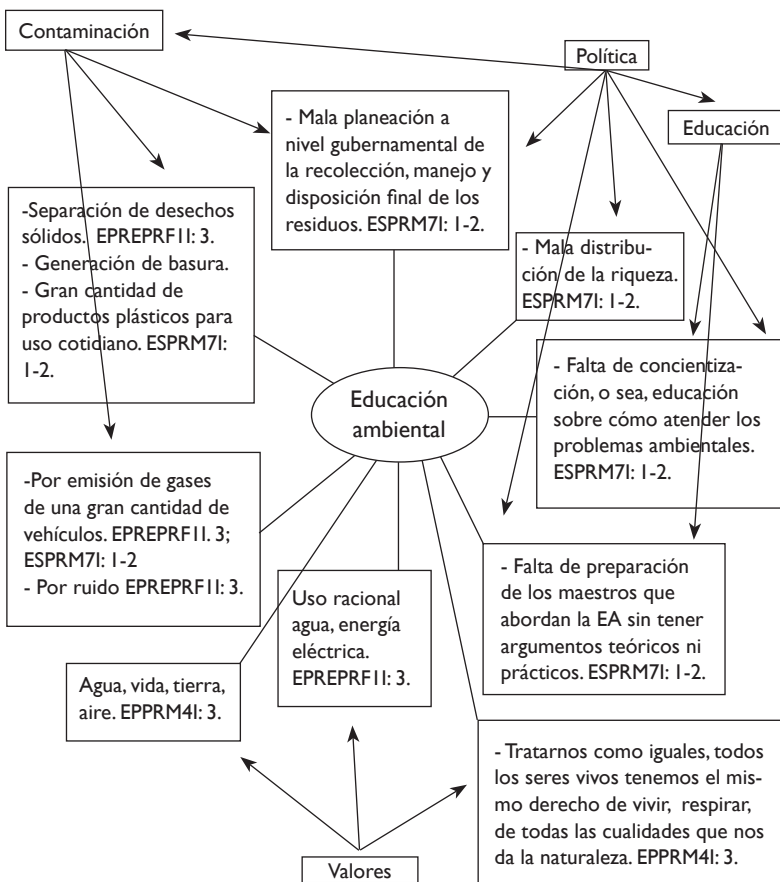 Contaminación
Política
Educación
- Mala planeación a
nivel gubernamental de
la recolección, manejo y
disposición final de los
residuos. ESPRM7I: 1-2.
-Separación de desechos
sólidos. EPREPRF1I: 3.
- Generación de basura.
- Gran cantidad de
productos plásticos para
uso cotidiano. ESPRM7I:
1-2.
- Mala distribu-
ción de la riqueza.
ESPRM7I: 1-2.
- Falta de concientiza-
ción, o sea, educación
sobre cómo atender los
problemas ambientales.
ESPRM7I: 1-2.
Educación
ambiental
-Por emisión de gases
de una gran cantidad de
vehículos. EPREPRF1I. 3;
ESPRM7I: 1-2
- Por ruido EPREPRF1I: 3.
- Falta de preparación
de los maestros que
abordan la EA sin tener
argumentos teóricos ni
prácticos. ESPRM7I: 1-2.
Uso racional
agua, energía
eléctrica.
EPREPRF1I: 3.
Agua, vida, tierra,
aire. EPPRM4I: 3.
- Tratarnos como iguales, todos
los seres vivos tenemos el mis-
mo derecho de vivir, respirar,
de todas las cualidades que nos
da la naturaleza. EPPRM4I: 3.
Valores